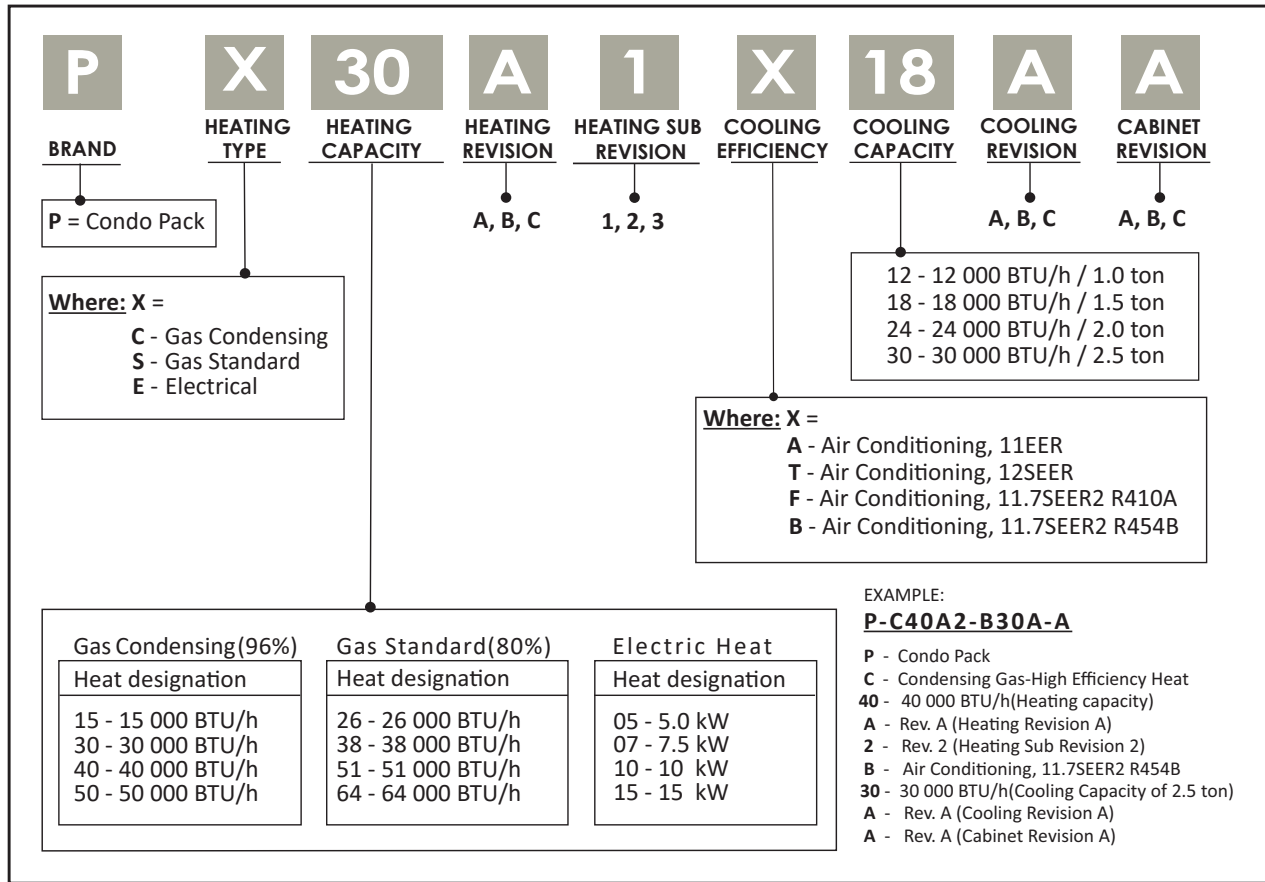 P X 30 A 1 X 18 A A
BRAND
HEATING TYPE
HEATING CAPACITY
HEATING REVISION
HEATING SUB REVISION
COOLING EFFICIENCY
COOLING CAPACITY
COOLING REVISION
CABINET REVISION
P = Condo Pack
A, B, C
1, 2, 3
A, B, C
A, B, C
Where: X =
C - Gas Condensing
S - Gas Standard
E - Electrical
12 - 12 000 BTU/h / 1.0 ton
18 - 18 000 BTU/h / 1.5 ton
24 - 24 000 BTU/h / 2.0 ton
30 - 30 000 BTU/h / 2.5 ton
Where: X =
A - Air Conditioning, 11EER
T - Air Conditioning, 12SEER
F - Air Conditioning, 11.7SEER2 R410A
B - Air Conditioning, 11.7SEER2 R454B
Gas Condensing(96%)
Heat designation
15 - 15 000 BTU/h
30 - 30 000 BTU/h
40 - 40 000 BTU/h
50 - 50 000 BTU/h
Gas Standard(80%)
Heat designation
26 - 26 000 BTU/h
38 - 38 000 BTU/h
51 - 51 000 BTU/h
64 - 64 000 BTU/h
Electric Heat
Heat designation
05 - 5.0 kW
07 - 7.5 kW
10 - 10 kW
15 - 15 kW
EXAMPLE:
P-C40A2-B30A-A
P - Condo Pack
C - Condensing Gas-High Efficiency Heat
40 - 40 000 BTU/h(Heating capacity)
A - Rev. A (Heating Revision A)
2 - Rev. 2 (Heating Sub Revision 2)
B - Air Conditioning, 11.7SEER2 R454B
30 - 30 000 BTU/h(Cooling Capacity of 2.5 ton)
A - Rev. A (Cooling Revision A)
A - Rev. A (Cabinet Revision A)